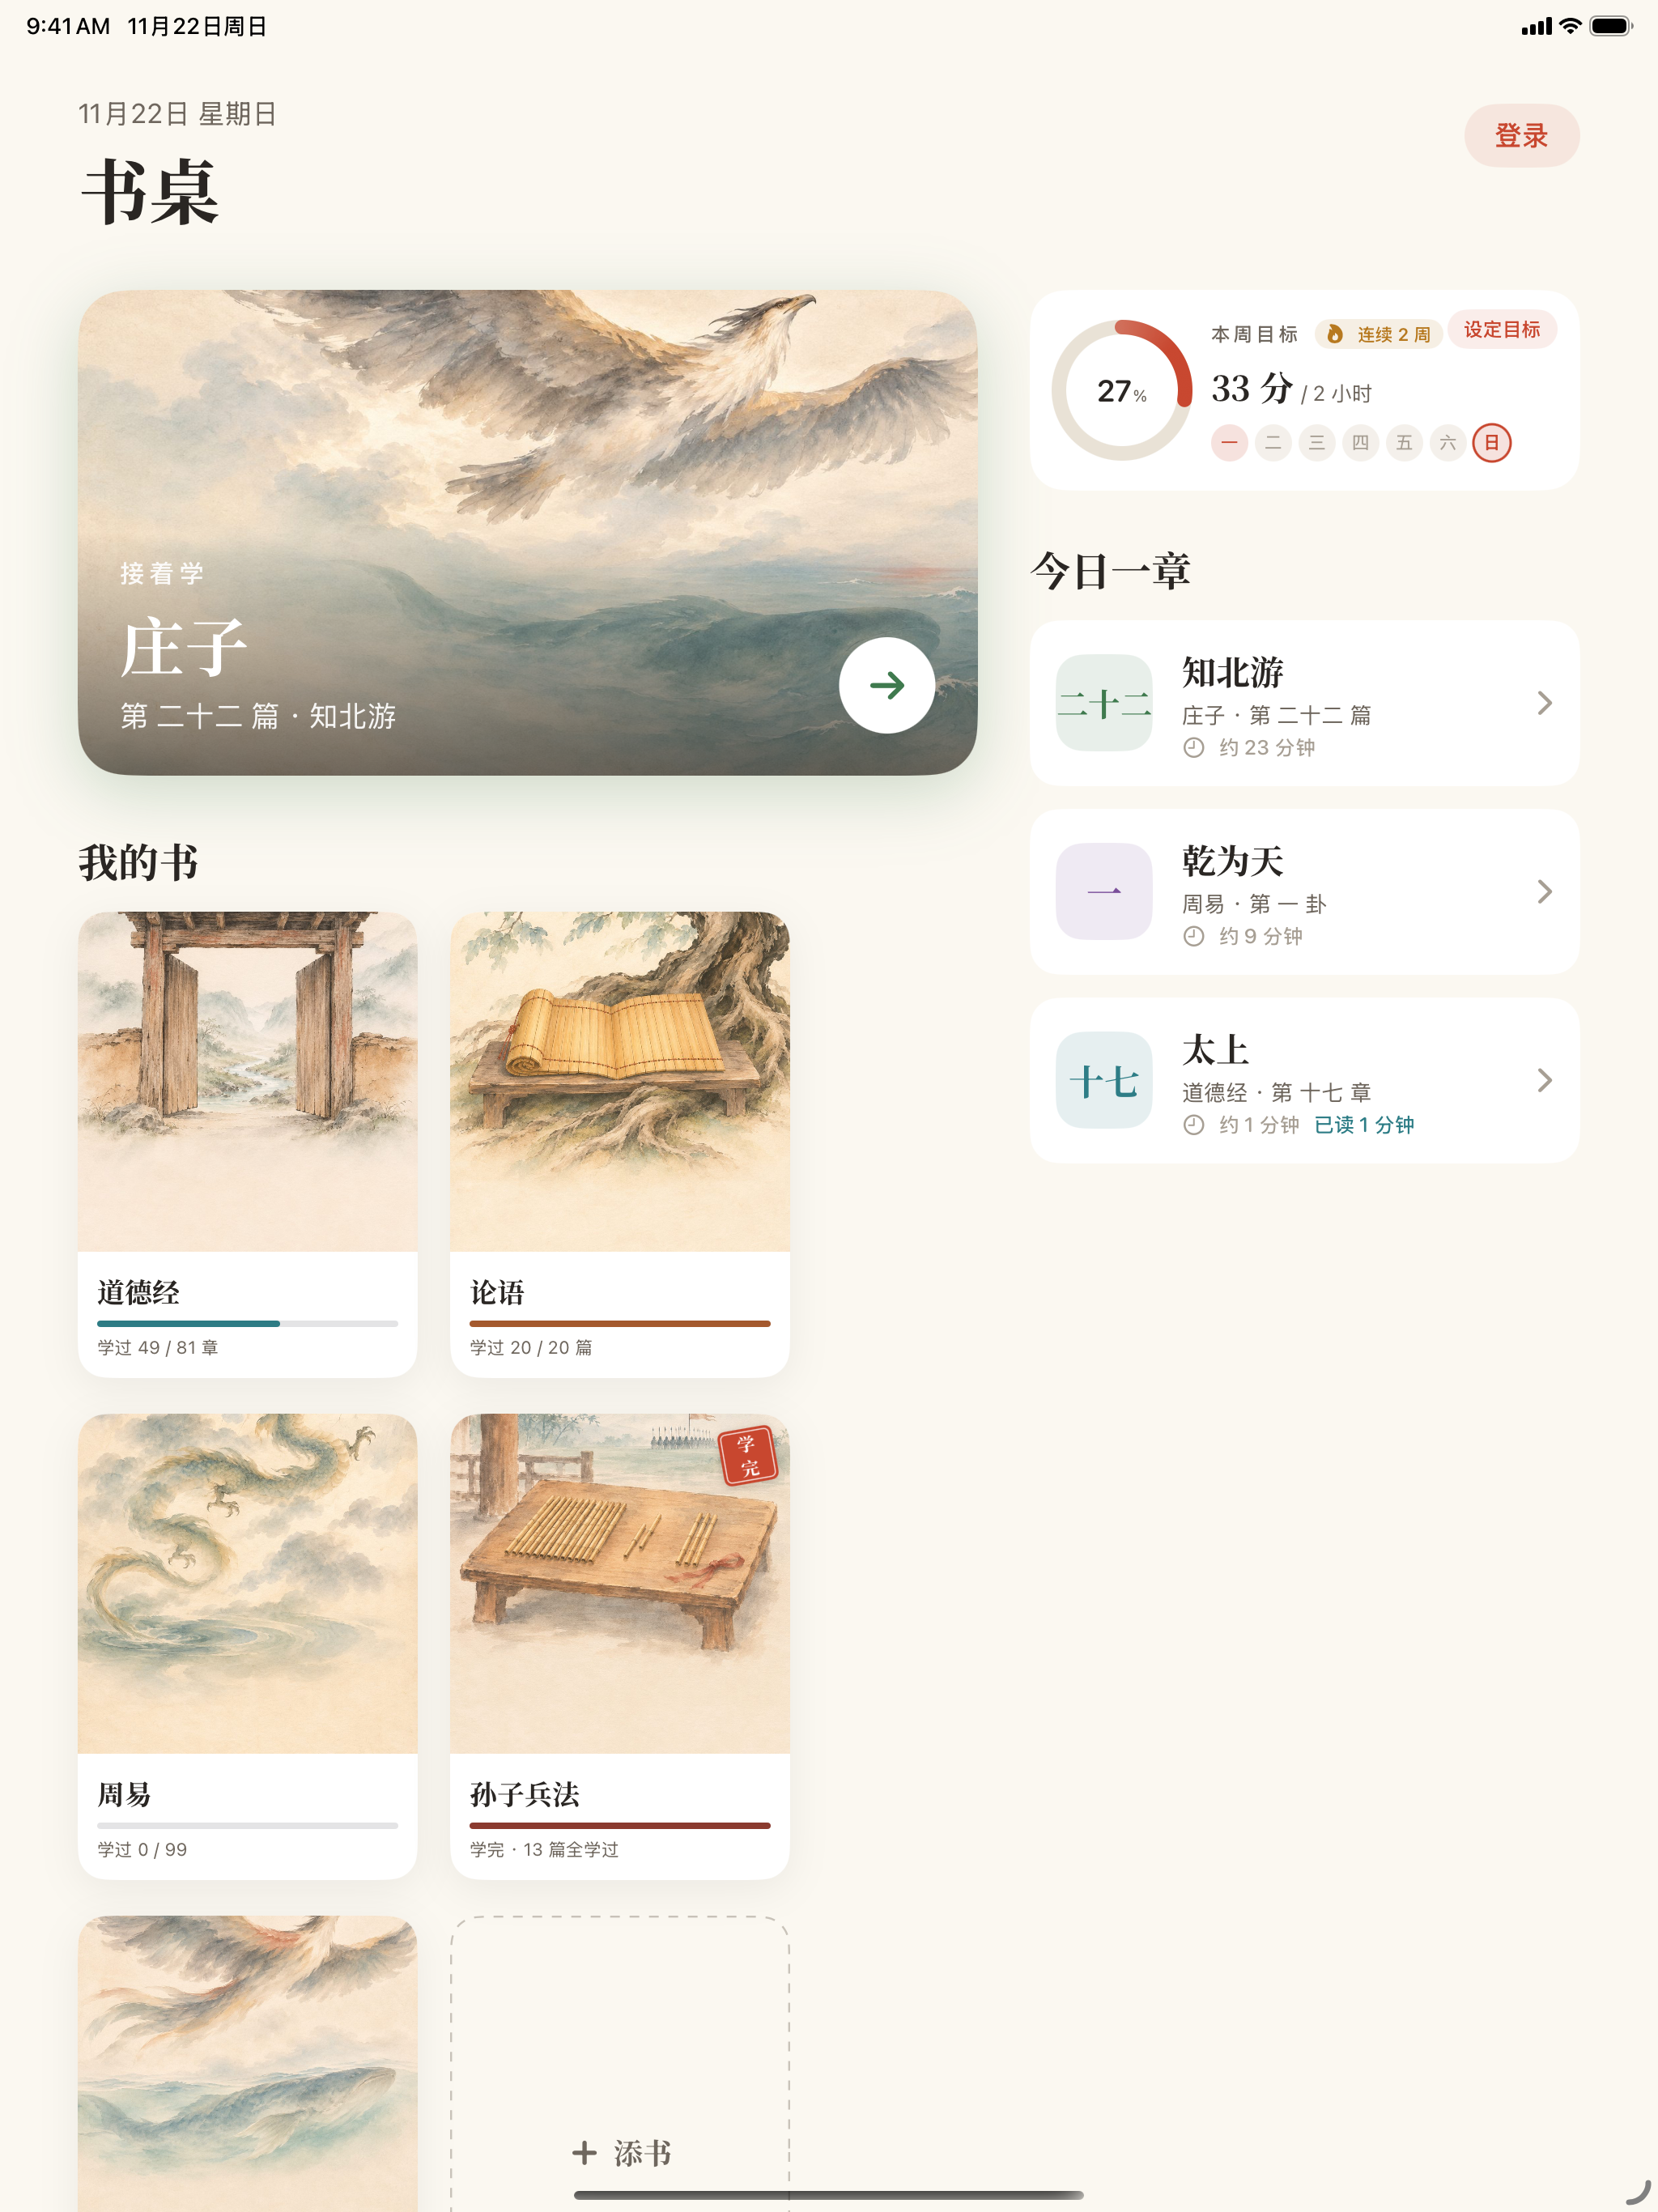 9:41 AM 11月22日周日
11月22日 星期日
书桌
登录
接着学
庄子
第 二十二 篇 · 知北游
27%
本周目标
连续 2 周
设定目标
33 分 / 2 小时
一 二 三 四 五 六 日
今日一章
二十二
知北游
庄子 · 第 二十二 篇
约 23 分钟
一
乾为天
周易 · 第 一 卦
约 9 分钟
十七
太上
道德经 · 第 十七 章
约 1 分钟 已读 1 分钟
我的书
道德经
学过 49 / 81 章
论语
学过 20 / 20 篇
周易
学过 0 / 99
学完
孙子兵法
学完 · 13 篇全学过
添书